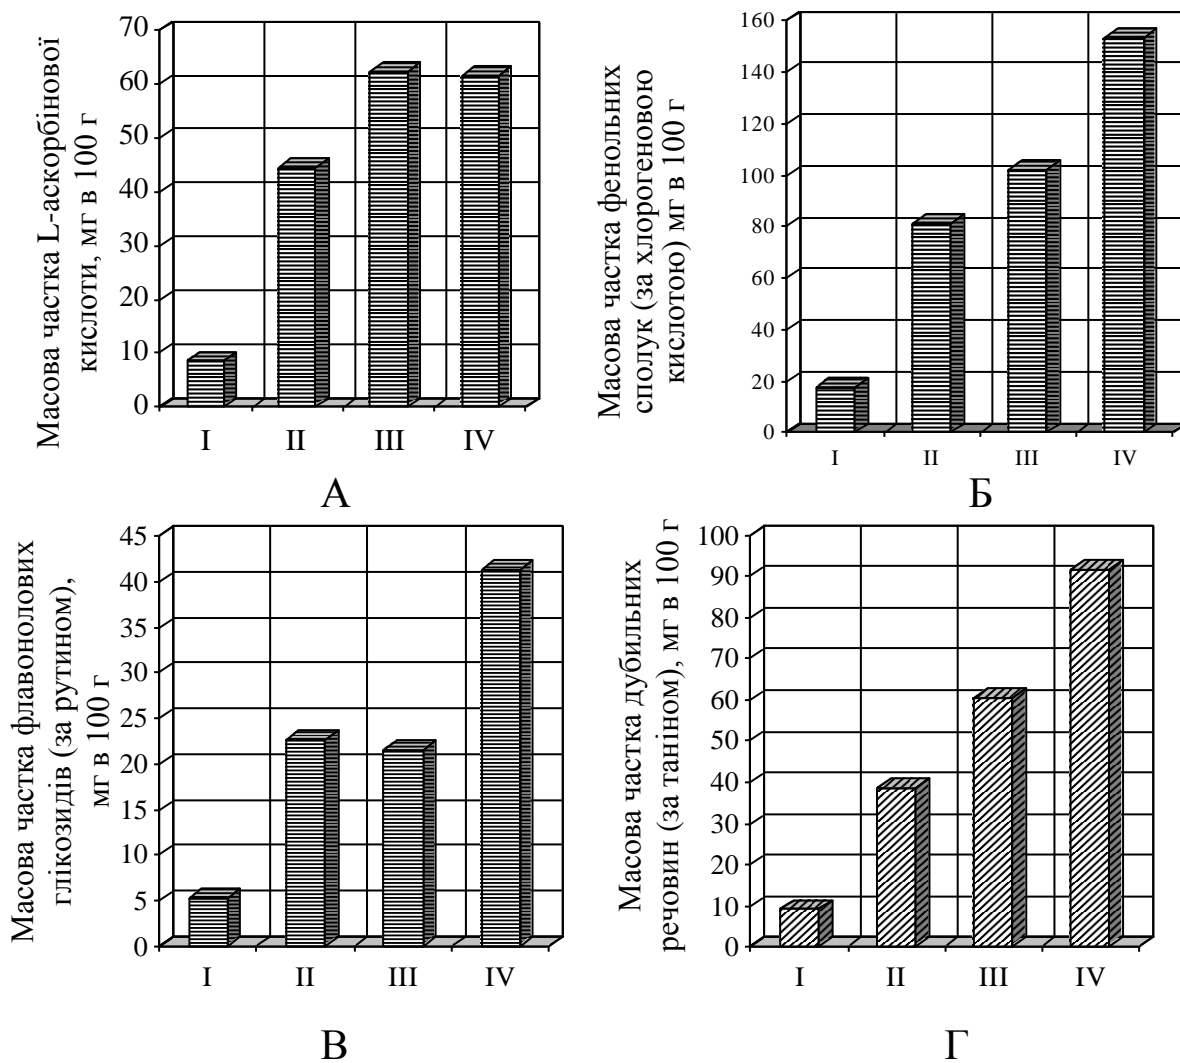 Масова частка L-аскорбінової
кислоти, мг в 100 г
70
60
50
40
30
20
10
0
I
II
III
IV
А
Масова частка фенольних
сполук (за хлорогеновою
кислотою) мг в 100 г
160
140
120
100
80
60
40
20
0
I
II
III
IV
Б
Масова частка флавонолових
глікозидів (за рутином),
мг в 100 г
45
40
35
30
25
20
15
10
5
0
I
II
III
IV
В
Масова частка дубильних
речовин (за таніном), мг в 100 г
100
90
80
70
60
50
40
30
20
10
0
I
II
III
IV
Г